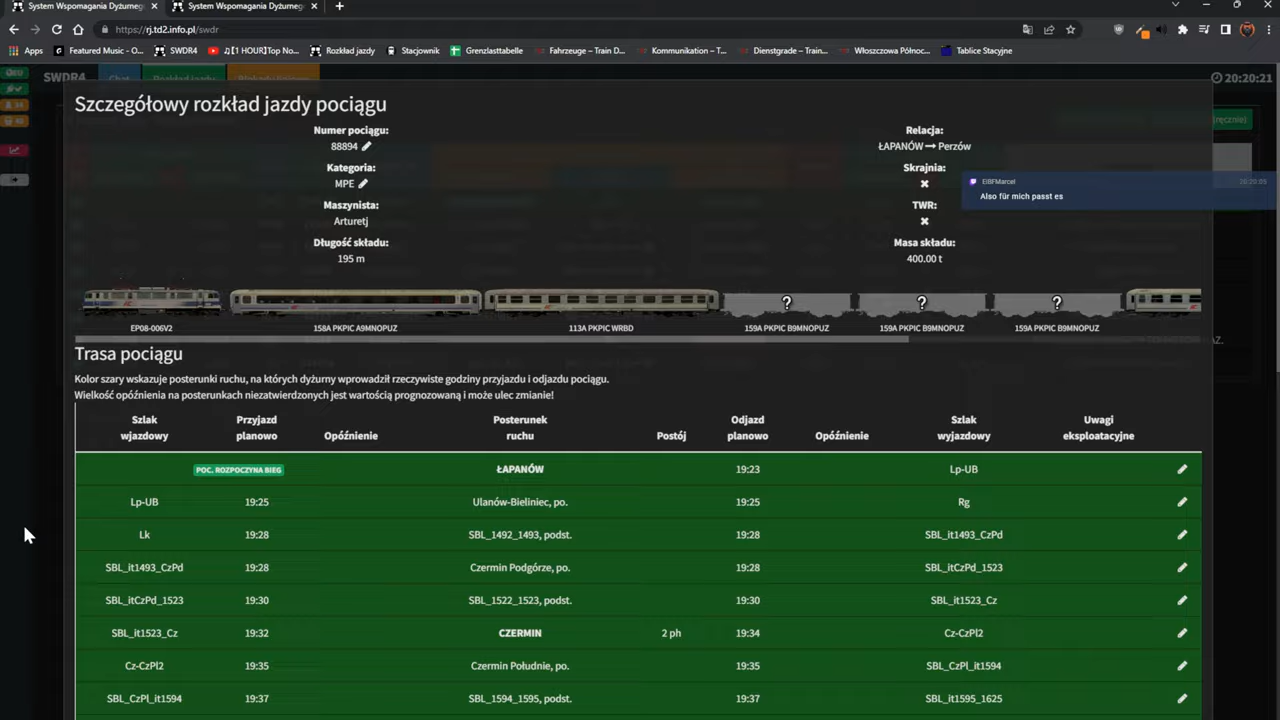 System Wspomagania Dyżurnego
System Wspomagania Dyżurnego
https://rj.td2.info.pl/swdr
Apps
Featured Music - O...
SWDR4
♫[1 HOUR]Top No...
Rozkład jazdy
Stacjownik
Grenzlasttabelle
Fahrzeuge – Train D...
Kommunikation – T...
Dienstgrade – Train...
Włoszczowa Północ...
Tablice Stacyjne
SWDR4
Chat
Rozkład jazdy
20:20:21
Szczegółowy rozkład jazdy pociągu
Numer pociągu:
88894
Kategoria:
MPE
Maszynista:
Arturetj
Długość składu:
195 m
Relacja:
ŁAPANÓW → Perzów
Skrajnia:
TWR:
Masa składu:
400.00 t
EIBFMarcel
Also für mich passt es
? ? ?
EP08-006V2
158A PKPIC A9MNOPUZ
113A PKPIC WRBD
159A PKPIC B9MNOPUZ
159A PKPIC B9MNOPUZ
159A PKPIC B9MNOPUZ
Trasa pociągu
Kolor szary wskazuje posterunki ruchu, na których dyżurny wprowadził rzeczywiste godziny przyjazdu i odjazdu pociągu.
Wielkość opóźnienia na posterunkach niezatwierdzonych jest wartością prognozowaną i może ulec zmianie!
Szlak wjazdowy Przyjazd planowo Opóźnienie Posterunek ruchu Postój Odjazd planowo Opóźnienie Szlak wyjazdowy Uwagi eksploatacyjne
POC. ROZPOCZYNA BIEG ŁAPANÓW 19:23 Lp-UB
Lp-UB 19:25 Ulanów-Bieliniec, po. 19:25 Rg
Lk 19:28 SBL_1492_1493, podst. 19:28 SBL_it1493_CzPd
SBL_it1493_CzPd 19:28 Czermin Podgórze, po. 19:28 SBL_itCzPd_1523
SBL_itCzPd_1523 19:30 SBL_1522_1523, podst. 19:30 SBL_it1523_Cz
SBL_it1523_Cz 19:32 CZERMIN 2 ph 19:34 Cz-CzPl2
Cz-CzPl2 19:35 Czermin Południe, po. 19:35 SBL_CzPl_it1594
SBL_CzPl_it1594 19:37 SBL_1594_1595, podst. 19:37 SBL_it1595_1625